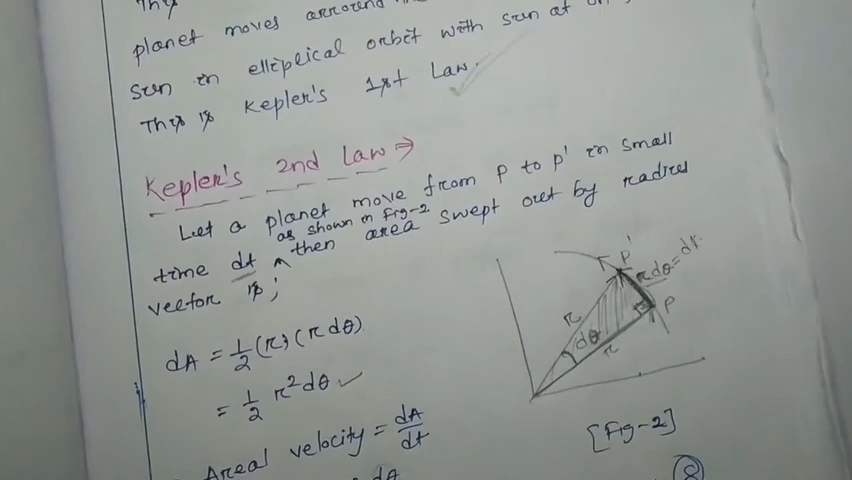 planet moves arround
sun in elliptical orbit with sun at
This is Kepler's 1st Law.
Kepler's 2nd Law ⇒
Let a planet move from P to P' in small
time dt ^ as shown in Fig-2 then area swept out by radius
vector is;
dA = 1/2 (r) (r dθ)
= 1/2 r² dθ ✓
Areal velocity = dA/dt
P'
r dθ = dr
P
r
dθ
r
[Fig-2]
8